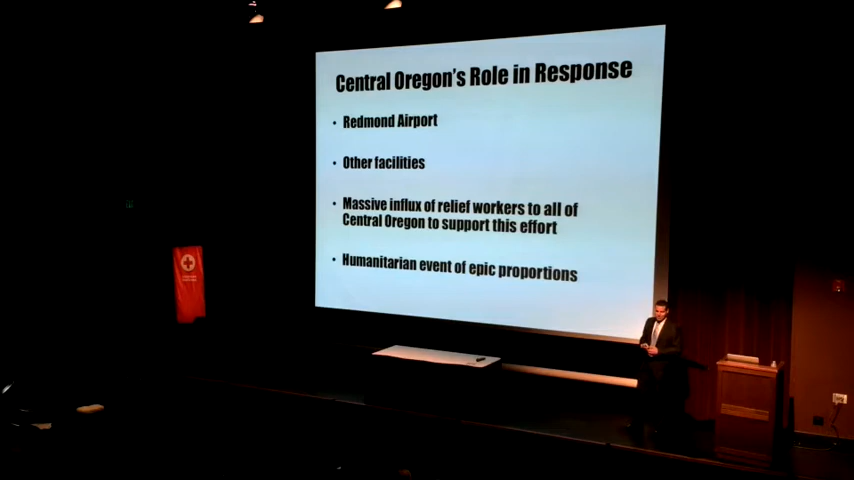 Central Oregon's Role in Response
• Redmond Airport
• Other facilities
• Massive influx of relief workers to all of
Central Oregon to support this effort
• Humanitarian event of epic proportions